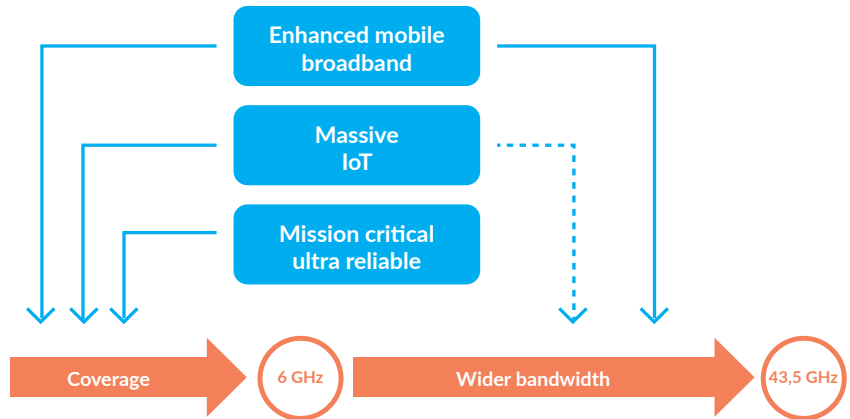 Enhanced mobile
broadband
Massive
IoT
Mission critical
ultra reliable
Coverage
6 GHz
Wider bandwidth
43,5 GHz